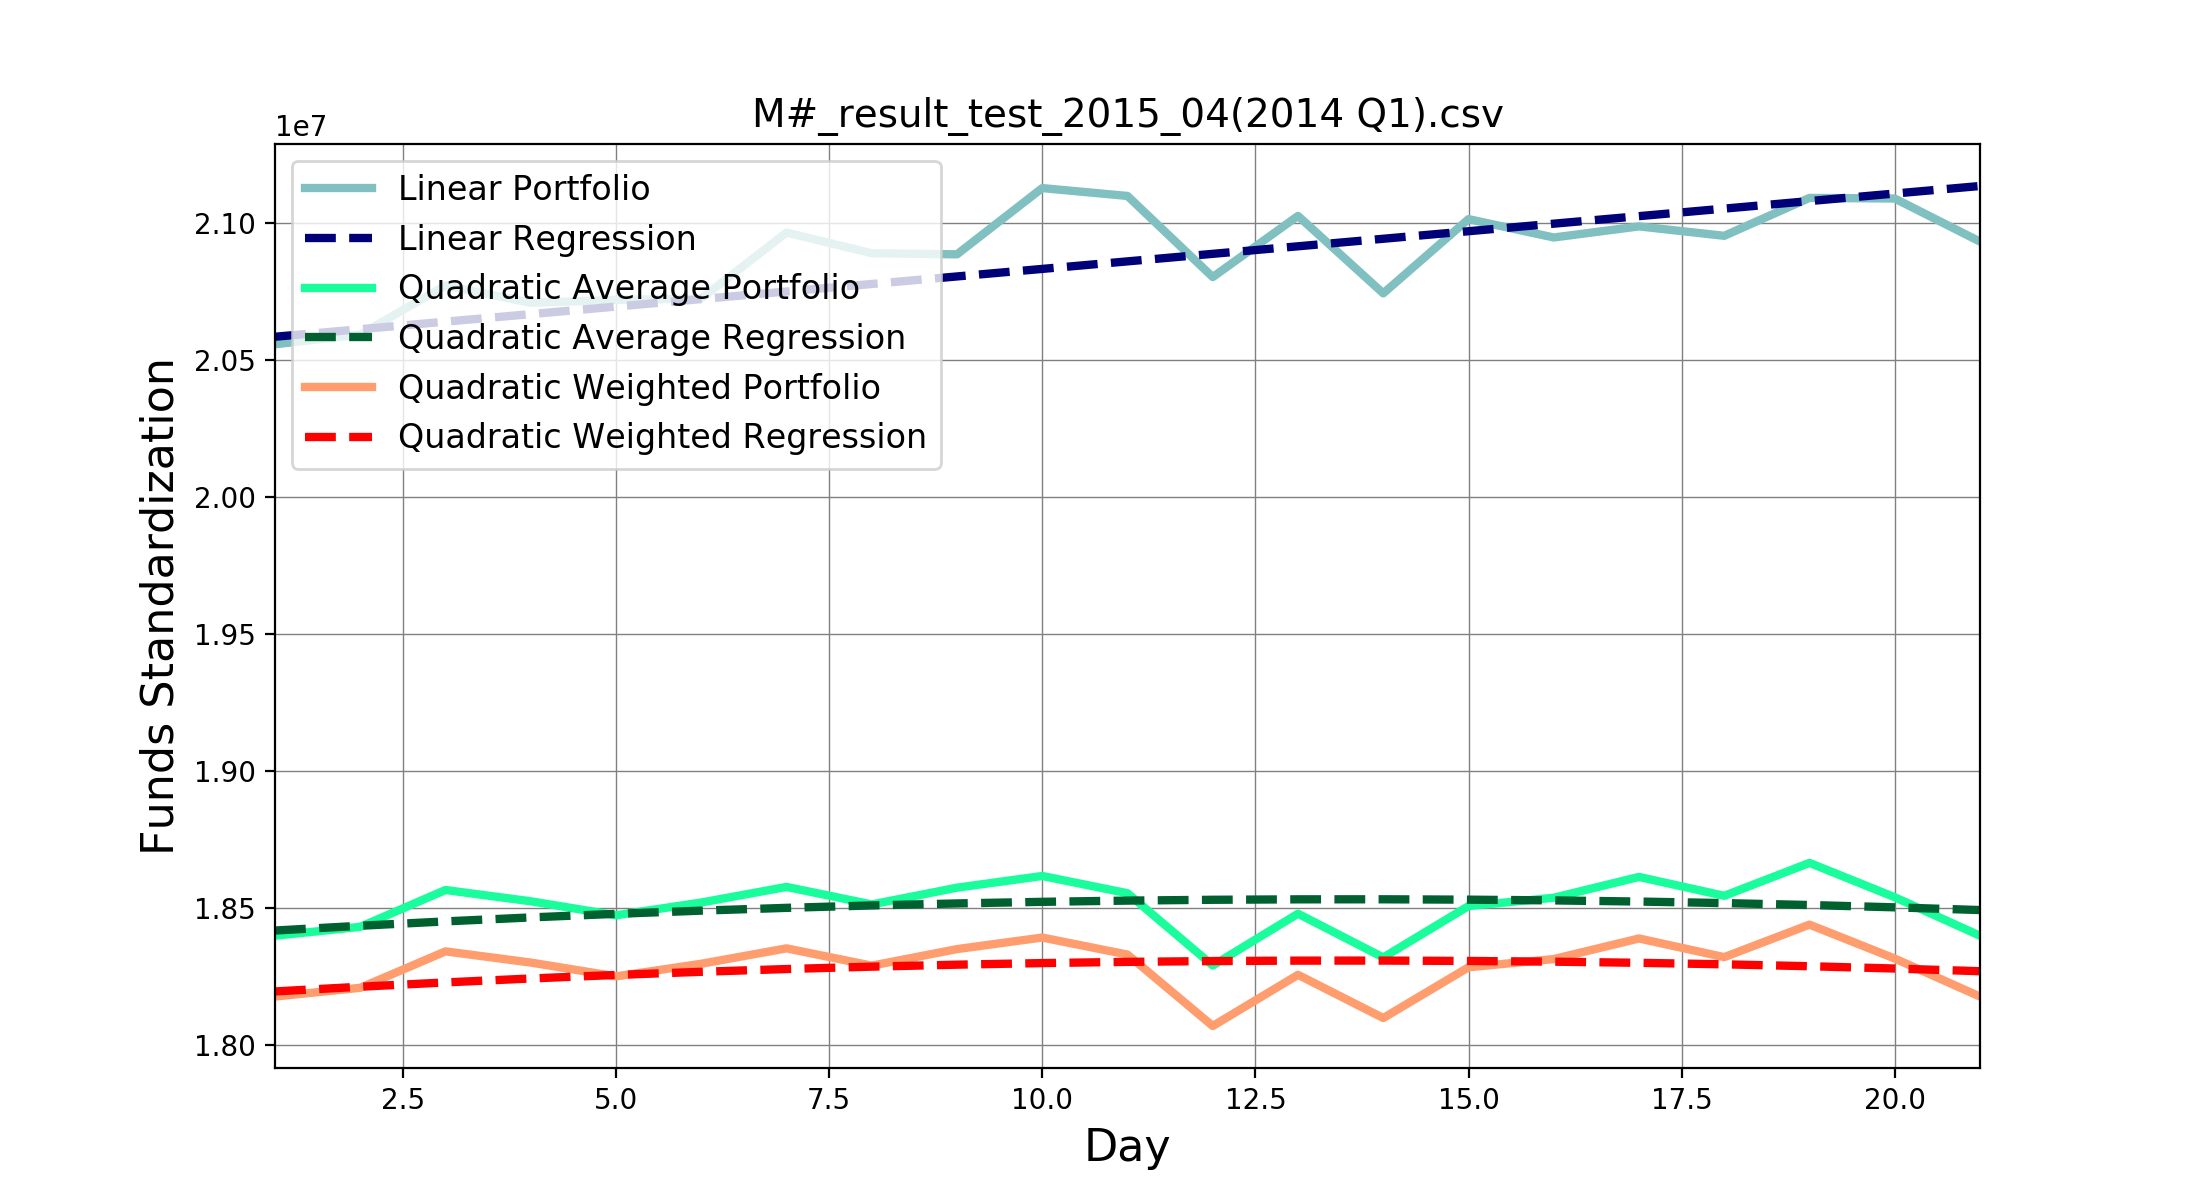 M#_result_test_2015_04(2014 Q1).csv
1e7
Linear Portfolio
Linear Regression
Quadratic Average Portfolio
Quadratic Average Regression
Quadratic Weighted Portfolio
Quadratic Weighted Regression
2.10
2.05
2.00
1.95
1.90
1.85
1.80
Funds Standardization
2.5 5.0 7.5 10.0 12.5 15.0 17.5 20.0
Day